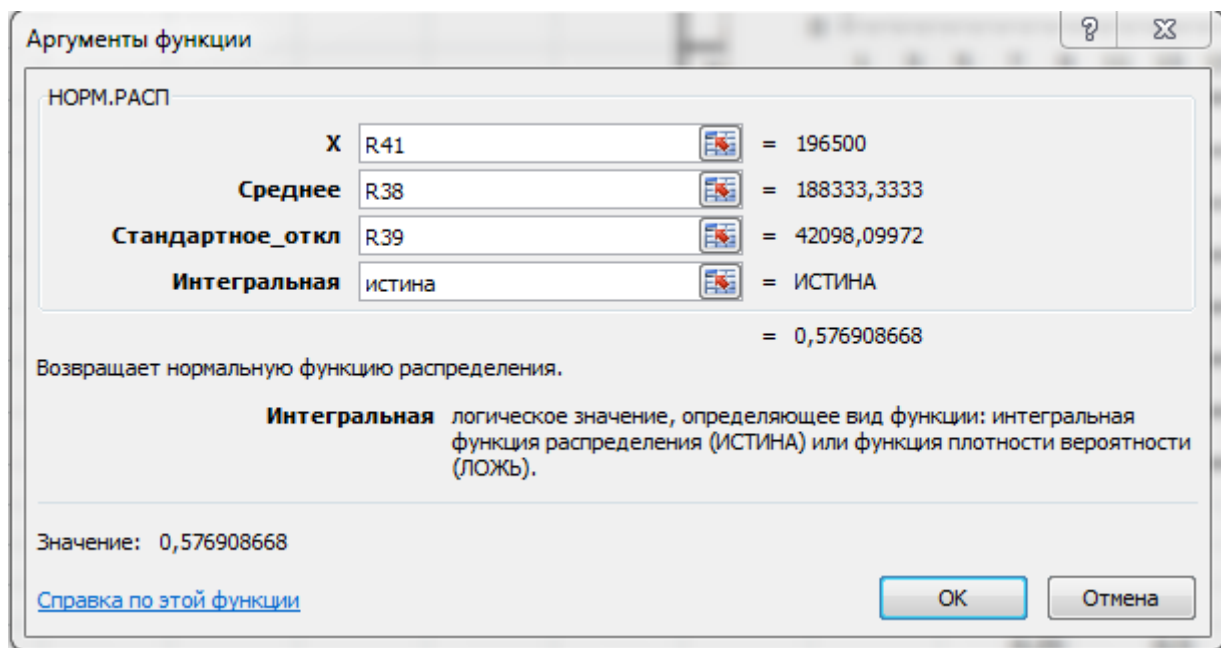 Аргументы функции
НОРМ.РАСП
X R41 = 196500
Среднее R38 = 188333,3333
Стандартное_откл R39 = 42098,09972
Интегральная истина = ИСТИНА
= 0,576908668
Возвращает нормальную функцию распределения.
Интегральная логическое значение, определяющее вид функции: интегральная
функция распределения (ИСТИНА) или функция плотности вероятности
(ЛОЖЬ).
Значение: 0,576908668
Справка по этой функции ОК Отмена